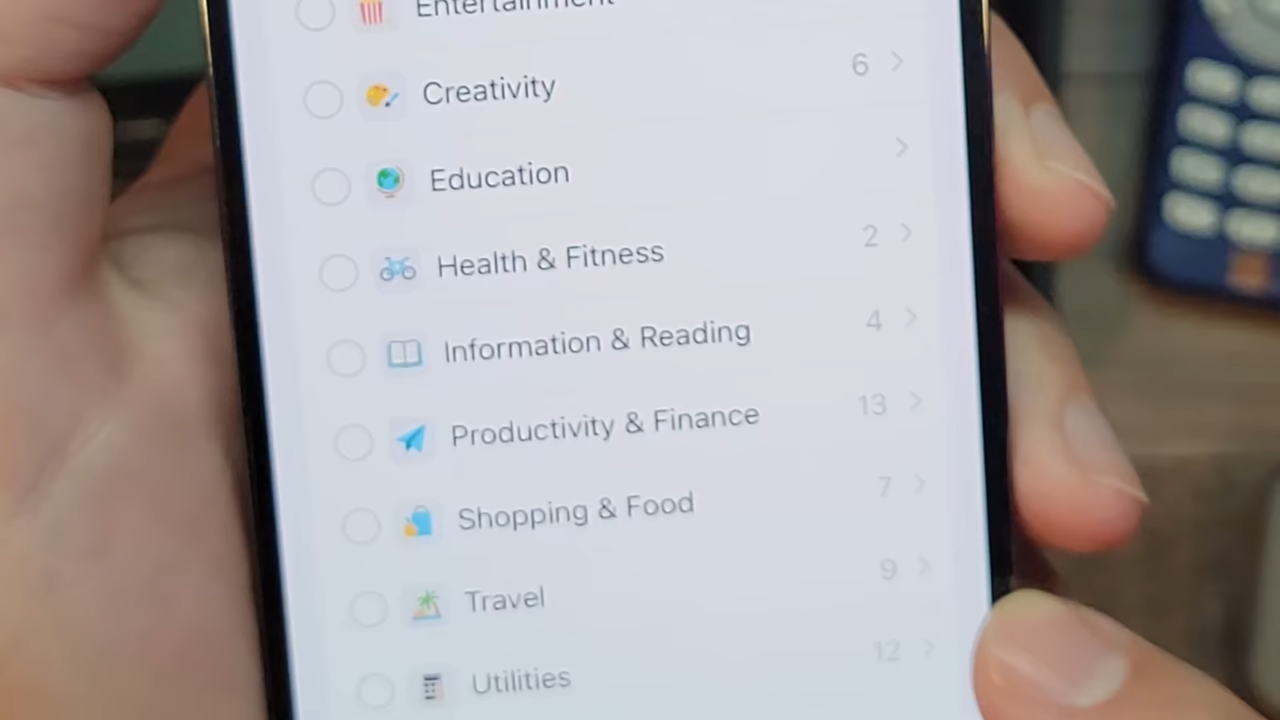 Entertainment
Creativity 6
Education
Health & Fitness 2
Information & Reading 4
Productivity & Finance 13
Shopping & Food 7
Travel 9
Utilities 12